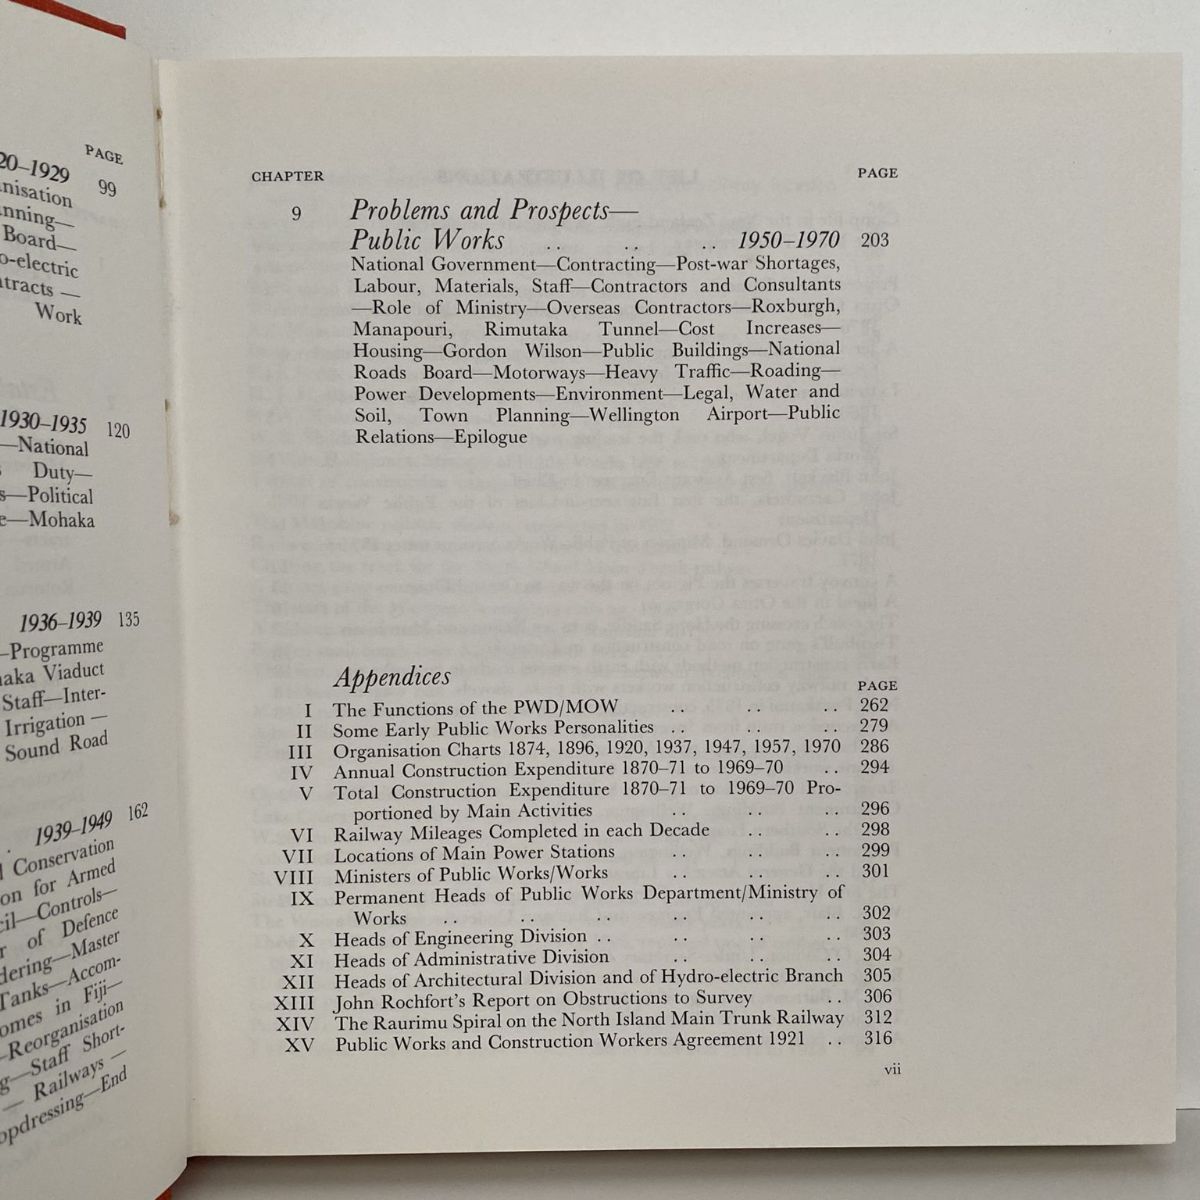 PAGE
20–1929 99
nisation
nning—
Board—
o-electric
tracts —
Work
1930–1935 120
—National
Duty—
s—Political
e—Mohaka
1936–1939 135
–Programme
aka Viaduct
Staff—Inter-
Irrigation —
Sound Road
. 1939–1949 162
l Conservation
on for Armed
cil—Controls—
r of Defence
dering—Master
Tanks—Accom-
omes in Fiji—
–Reorganisation
g—Staff Short-
— Railways —
opdressing—End
CHAPTER PAGE
9 Problems and Prospects—
Public Works .. .. .. 1950–1970 203
National Government—Contracting—Post-war Shortages,
Labour, Materials, Staff—Contractors and Consultants
—Role of Ministry—Overseas Contractors—Roxburgh,
Manapouri, Rimutaka Tunnel—Cost Increases—
Housing—Gordon Wilson—Public Buildings—National
Roads Board—Motorways—Heavy Traffic—Roading—
Power Developments—Environment—Legal, Water and
Soil, Town Planning—Wellington Airport—Public
Relations—Epilogue
Appendices
PAGE
I The Functions of the PWD/MOW .. .. .. 262
II Some Early Public Works Personalities .. .. .. 279
III Organisation Charts 1874, 1896, 1920, 1937, 1947, 1957, 1970 286
IV Annual Construction Expenditure 1870–71 to 1969–70 .. 294
V Total Construction Expenditure 1870–71 to 1969–70 Pro-
portioned by Main Activities .. .. .. 296
VI Railway Mileages Completed in each Decade .. .. 298
VII Locations of Main Power Stations .. .. .. 299
VIII Ministers of Public Works/Works .. .. .. 301
IX Permanent Heads of Public Works Department/Ministry of
Works .. .. .. .. .. .. 302
X Heads of Engineering Division .. .. .. .. 303
XI Heads of Administrative Division .. .. .. 304
XII Heads of Architectural Division and of Hydro-electric Branch 305
XIII John Rochfort's Report on Obstructions to Survey .. 306
XIV The Raurimu Spiral on the North Island Main Trunk Railway 312
XV Public Works and Construction Workers Agreement 1921 .. 316
vii